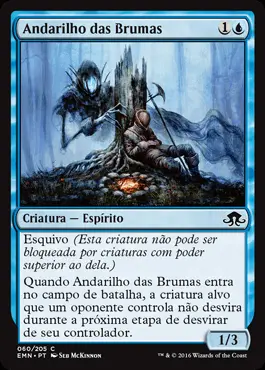 Andarilho das Brumas 1
Criatura — Espírito
Esquivo (Esta criatura não pode ser
bloqueada por criaturas com poder
superior ao dela.)
Quando Andarilho das Brumas entra
no campo de batalha, a criatura alvo
que um oponente controla não desvira
durante a próxima etapa de desvirar
de seu controlador.
1/3
060/205 C
EMN • PT Seb McKinnon
™ & © 2016 Wizards of the Coast